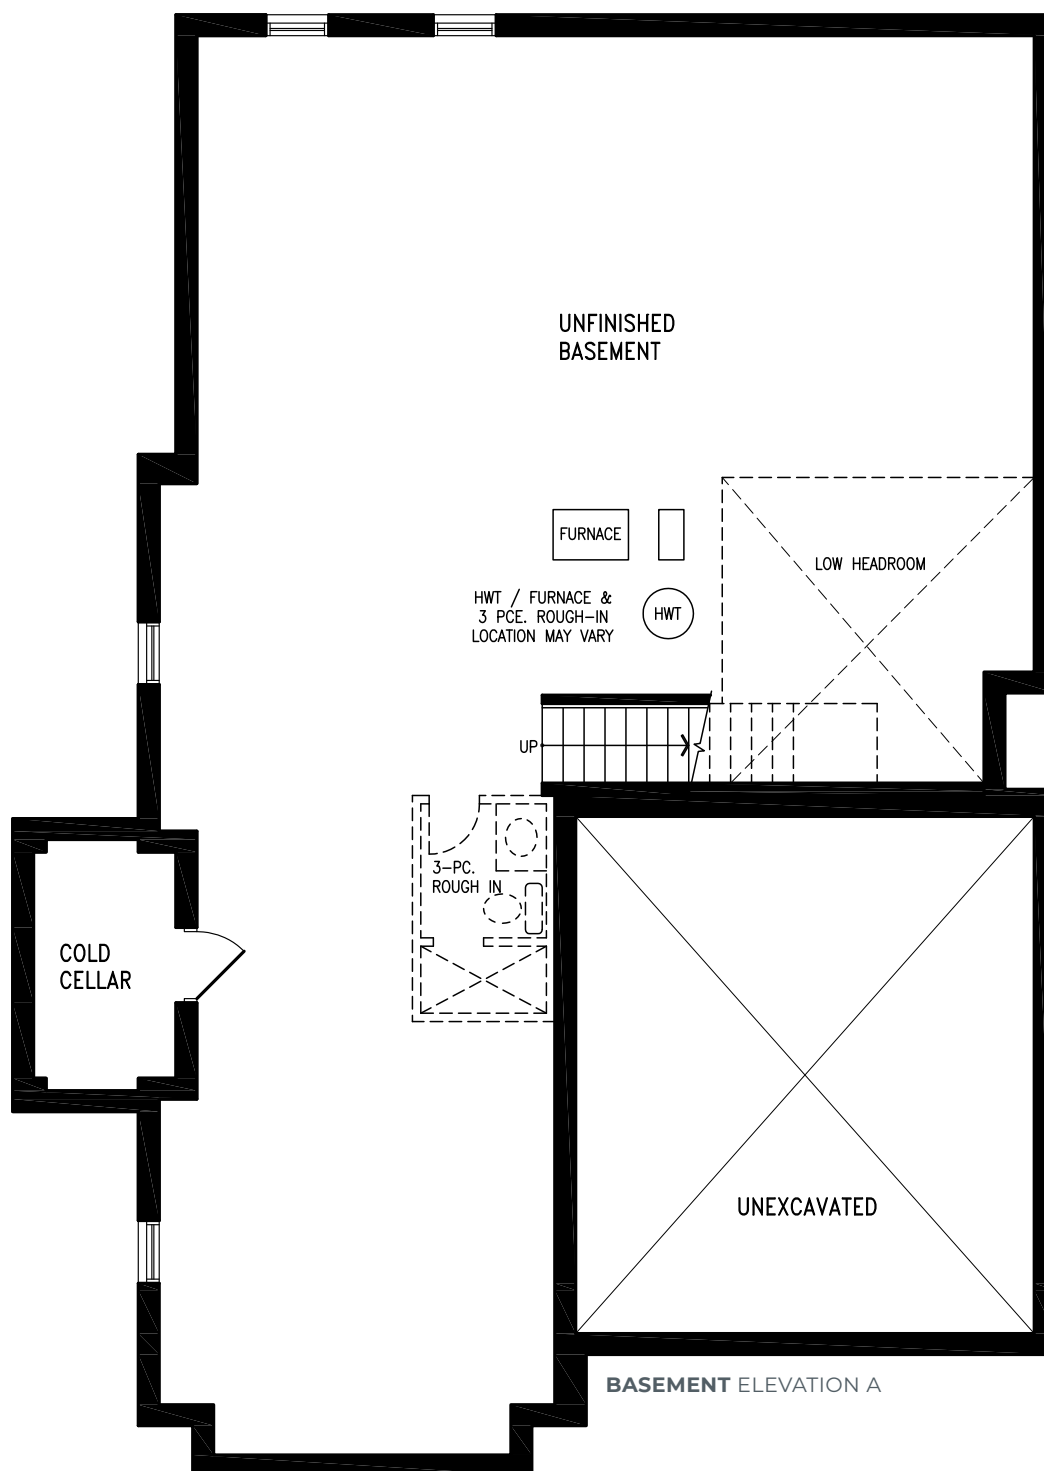 UNFINISHED
BASEMENT
FURNACE
LOW HEADROOM
HWT / FURNACE &
3 PCE. ROUGH-IN
LOCATION MAY VARY
HWT
UP
3-PC.
ROUGH IN
COLD
CELLAR
UNEXCAVATED
BASEMENT ELEVATION A